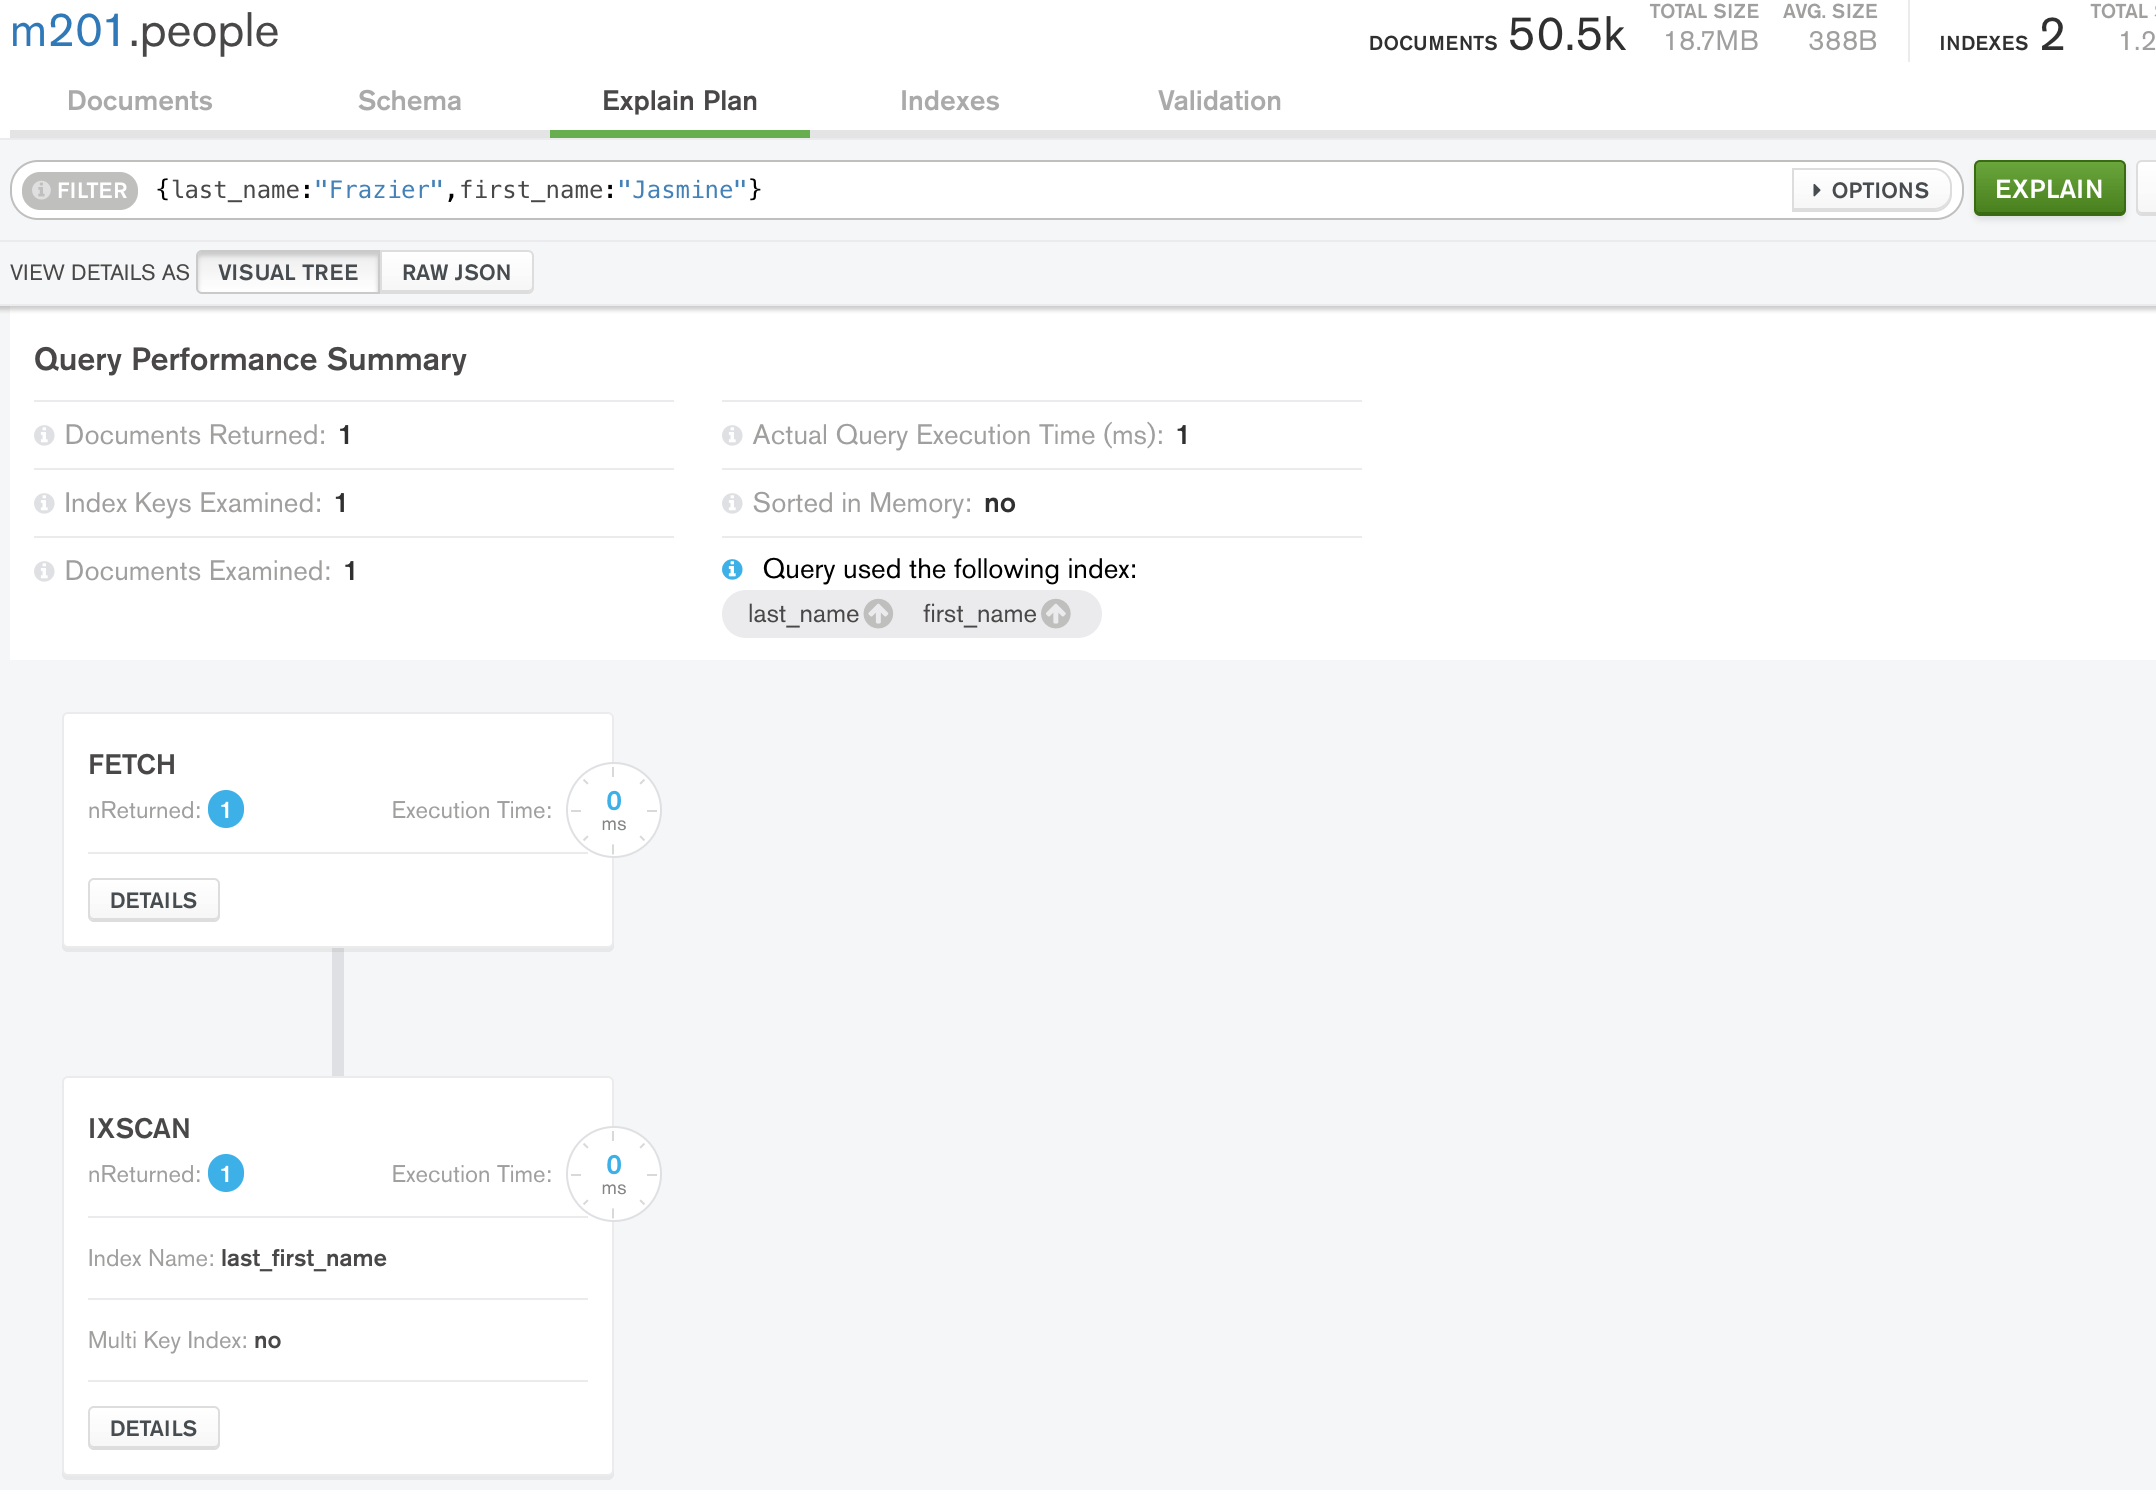 m201.people
DOCUMENTS 50.5k TOTAL SIZE 18.7MB AVG. SIZE 388B INDEXES 2 TOTAL 1.2
Documents Schema Explain Plan Indexes Validation
FILTER {last_name:"Frazier",first_name:"Jasmine"} OPTIONS EXPLAIN
VIEW DETAILS AS VISUAL TREE RAW JSON
Query Performance Summary
Documents Returned: 1
Index Keys Examined: 1
Documents Examined: 1
Actual Query Execution Time (ms): 1
Sorted in Memory: no
Query used the following index:
last_name first_name
FETCH
nReturned: 1 Execution Time: 0 ms
DETAILS
IXSCAN
nReturned: 1 Execution Time: 0 ms
Index Name: last_first_name
Multi Key Index: no
DETAILS